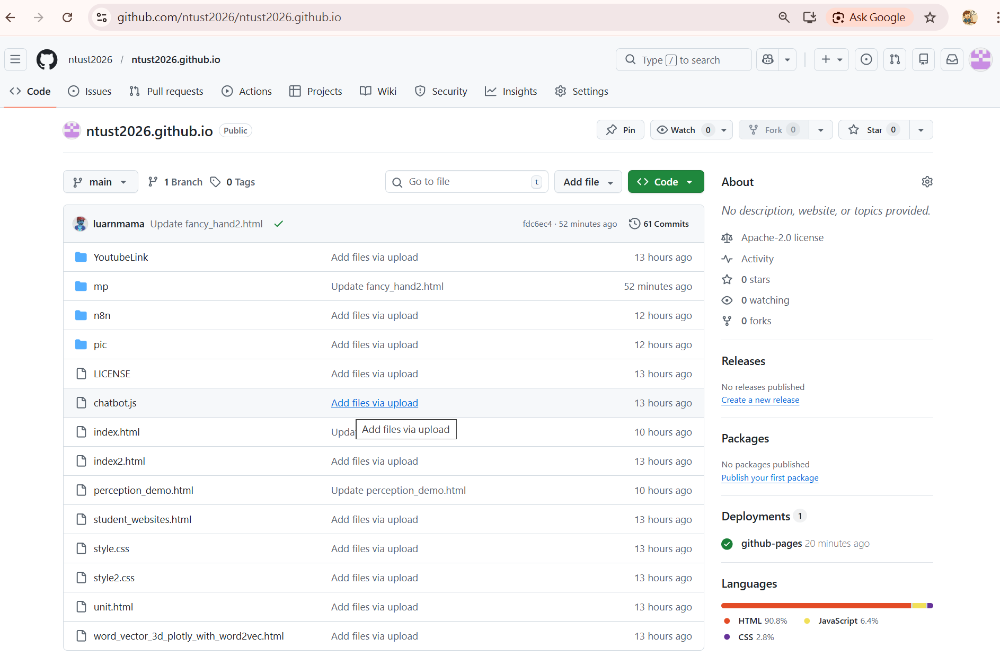 github.com/ntust2026/ntust2026.github.io
Ask Google
ntust2026 / ntust2026.github.io
Type / to search
Code Issues Pull requests Actions Projects Wiki Security Insights Settings
ntust2026.github.io Public
Pin Watch 0 Fork 0 Star 0
main 1 Branch 0 Tags Go to file t Add file Code
luarnmama Update fancy_hand2.html fdc6ec4 · 52 minutes ago 61 Commits
YoutubeLink Add files via upload 13 hours ago
mp Update fancy_hand2.html 52 minutes ago
n8n Add files via upload 12 hours ago
pic Add files via upload 12 hours ago
LICENSE Add files via upload 13 hours ago
chatbot.js Add files via upload 13 hours ago
index.html Upda Add files via upload 10 hours ago
index2.html Add files via upload 13 hours ago
perception_demo.html Update perception_demo.html 10 hours ago
student_websites.html Add files via upload 13 hours ago
style.css Add files via upload 13 hours ago
style2.css Add files via upload 13 hours ago
unit.html Add files via upload 13 hours ago
word_vector_3d_plotly_with_word2vec.html Add files via upload 13 hours ago
About
No description, website, or topics provided.
Apache-2.0 license
Activity
0 stars
0 watching
0 forks
Releases
No releases published
Create a new release
Packages
No packages published
Publish your first package
Deployments 1
github-pages 20 minutes ago
Languages
HTML 90.8% JavaScript 6.4%
CSS 2.8%